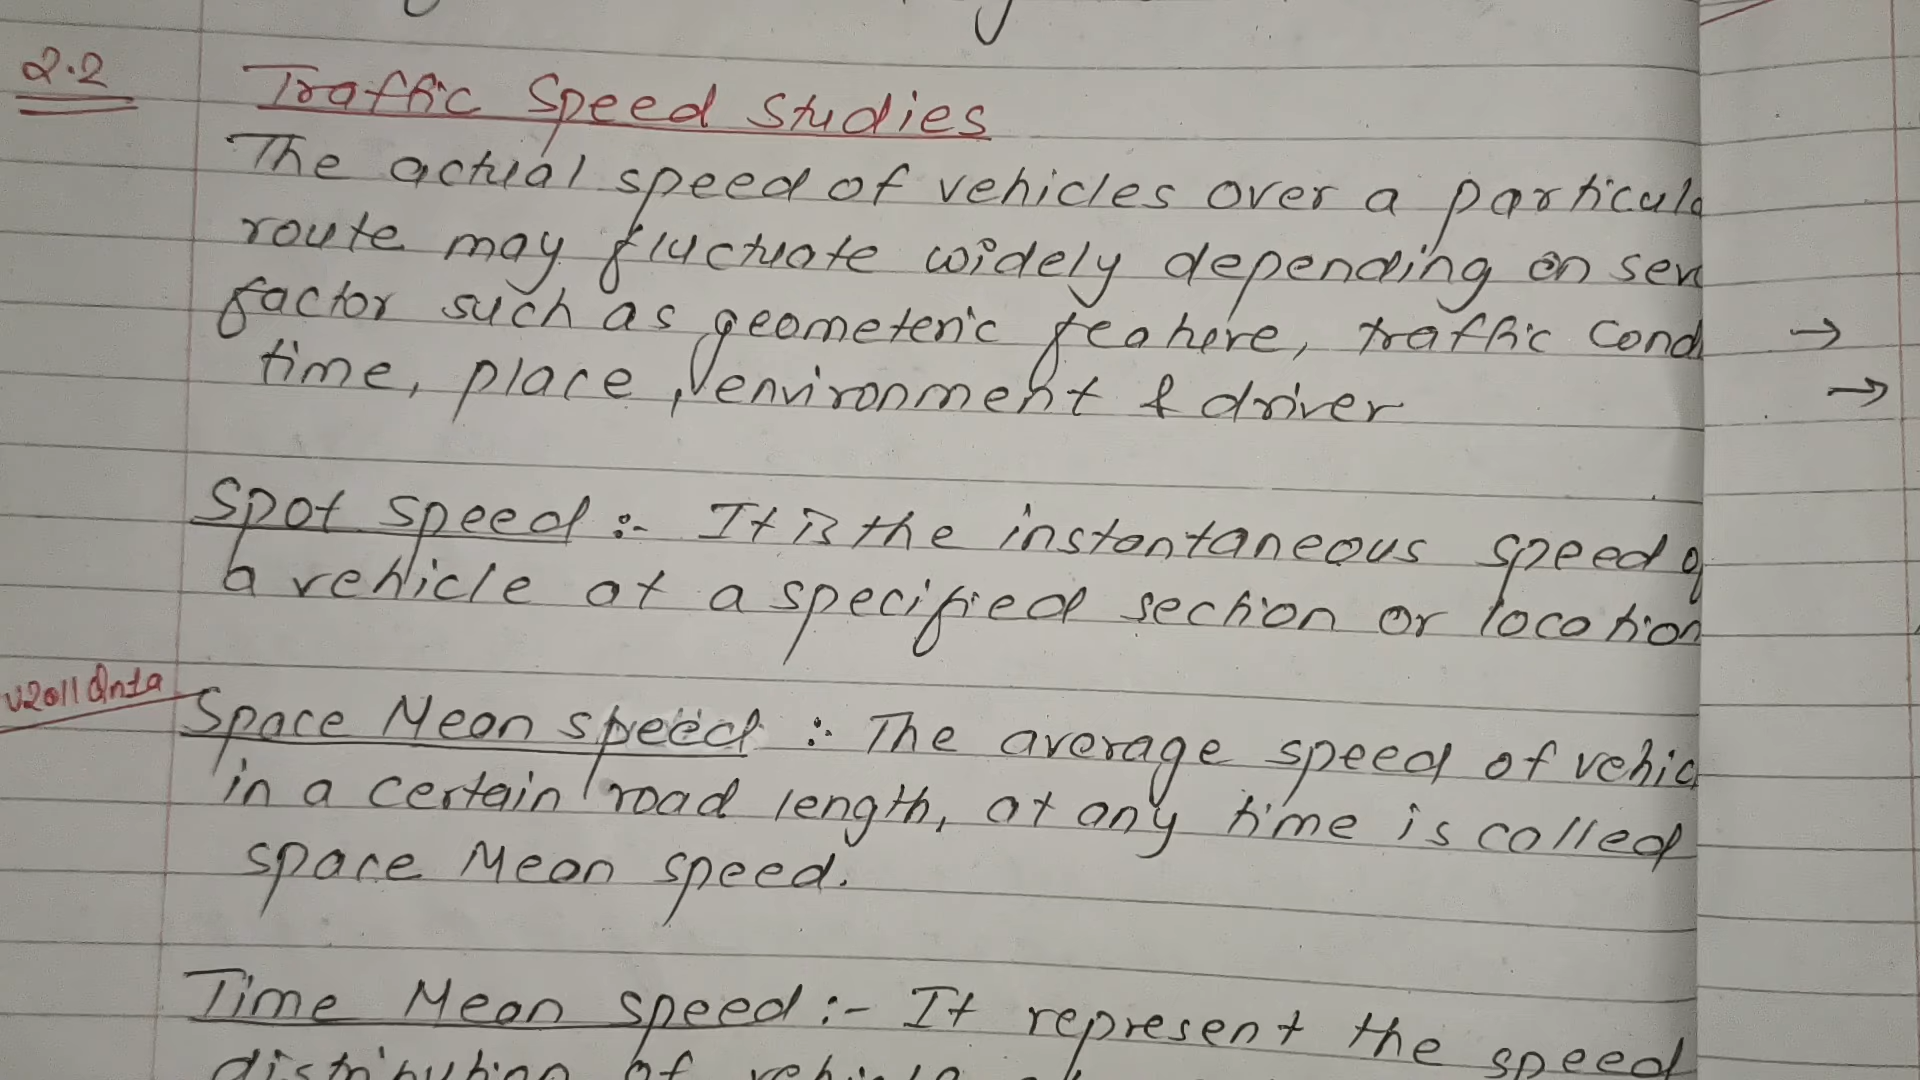 2.2 Traffic Speed Studies
The actual speed of vehicles over a particula
route may fluctuate widely depending on sev
factor such as geometeric feahere, traffic cond
time, place, environment & driver
Spot speed :- It is the instantaneous speed of
a vehicle at a specified section or location
Space Mean speed :- The average speed of vehic
in a certain road length, at any time is called
space Mean speed.
Time Mean speed :- It represent the speed
distribution of